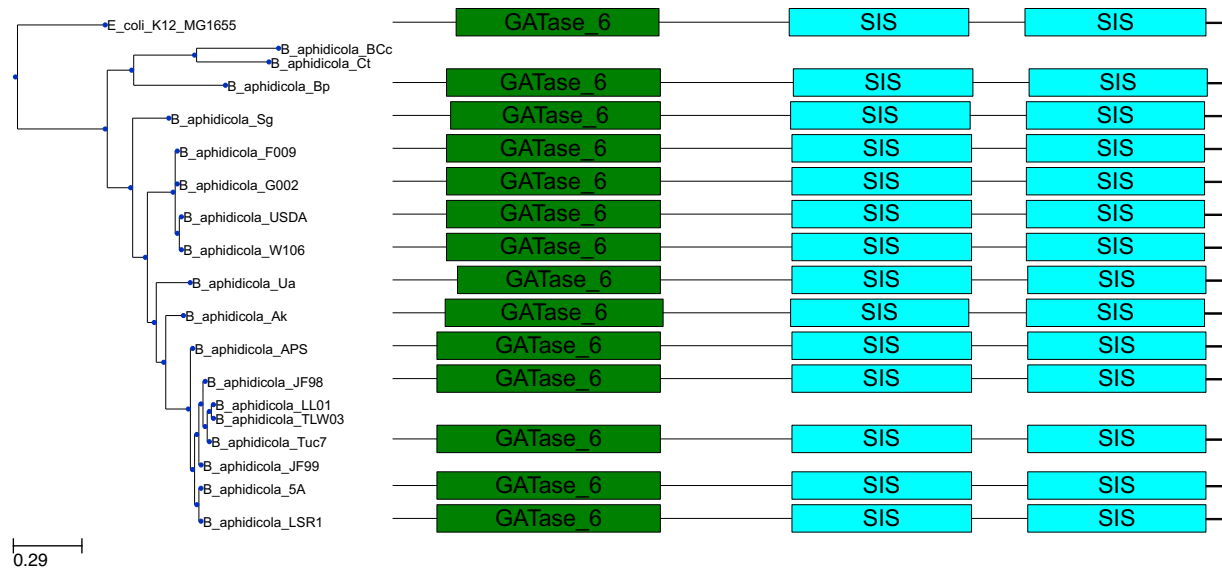 E_coli_K12_MG1655 GATase_6 SIS SIS
B_aphidicola_BCc
B_aphidicola_Ct
B_aphidicola_Bp GATase_6 SIS SIS
B_aphidicola_Sg GATase_6 SIS SIS
B_aphidicola_F009 GATase_6 SIS SIS
B_aphidicola_G002 GATase_6 SIS SIS
B_aphidicola_USDA GATase_6 SIS SIS
B_aphidicola_W106 GATase_6 SIS SIS
B_aphidicola_Ua GATase_6 SIS SIS
B_aphidicola_Ak GATase_6 SIS SIS
B_aphidicola_APS GATase_6 SIS SIS
B_aphidicola_JF98 GATase_6 SIS SIS
B_aphidicola_LL01
B_aphidicola_TLW03
B_aphidicola_Tuc7 GATase_6 SIS SIS
B_aphidicola_JF99
B_aphidicola_5A GATase_6 SIS SIS
B_aphidicola_LSR1 GATase_6 SIS SIS
0.29